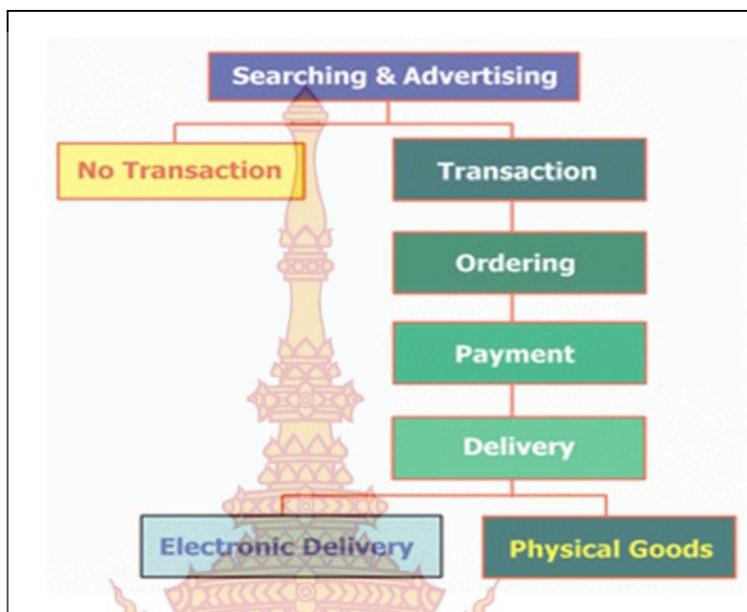 Searching & Advertising
No Transaction
Transaction
Ordering
Payment
Delivery
Electronic Delivery
Physical Goods